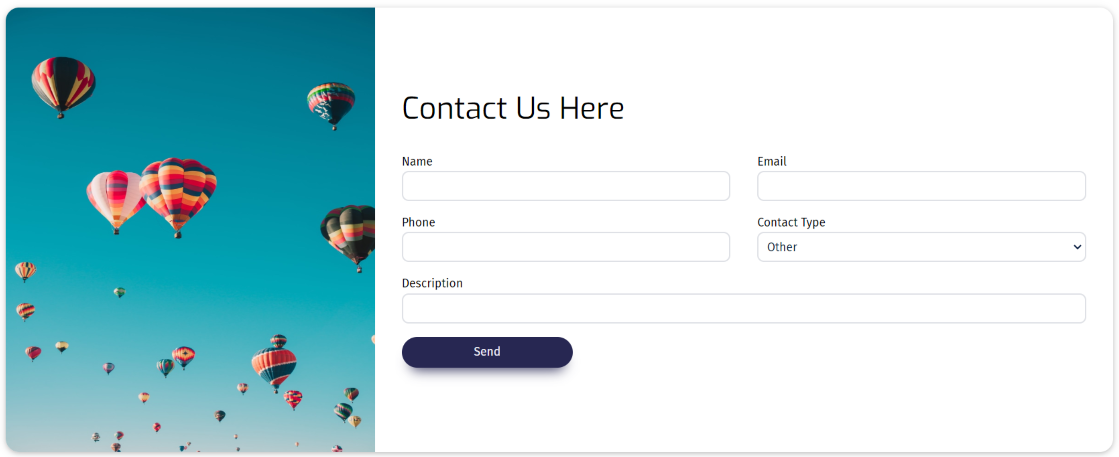 Contact Us Here
Name
Email
Phone
Contact Type
Other
Description
Send